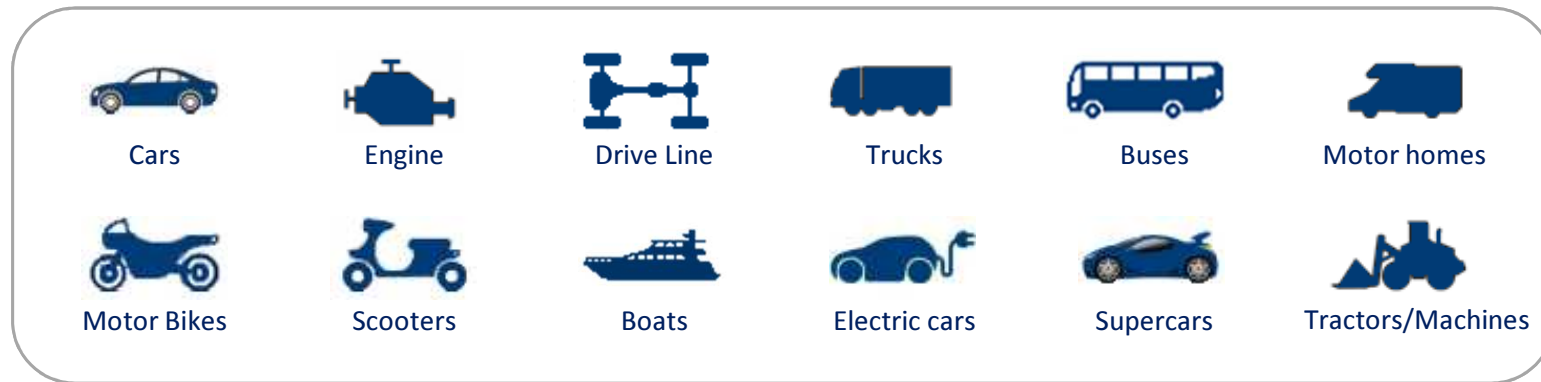 Cars Engine Drive Line Trucks Buses Motor homes
Motor Bikes Scooters Boats Electric cars Supercars Tractors/Machines